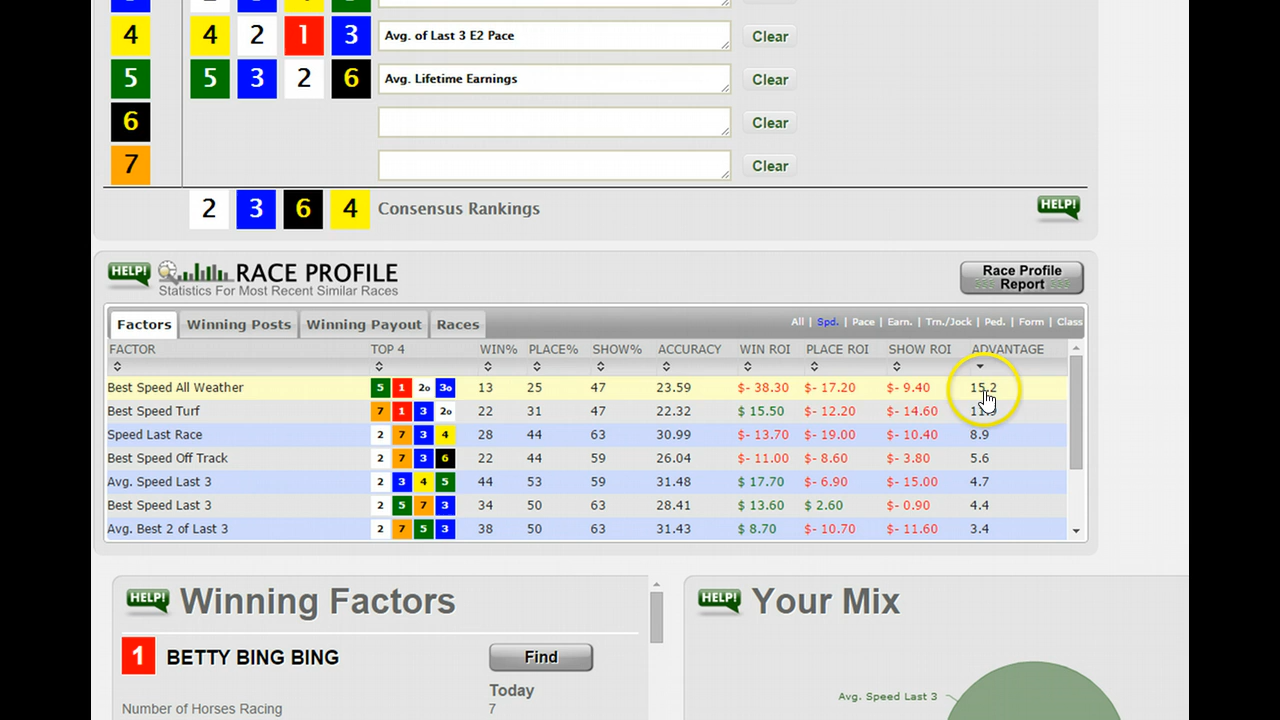 4 4 2 1 3 Avg. of Last 3 E2 Pace Clear
5 5 3 2 6 Avg. Lifetime Earnings Clear
6 Clear
7 Clear
2 3 6 4 Consensus Rankings HELP!
HELP! RACE PROFILE Race Profile Report
Statistics For Most Recent Similar Races
Factors Winning Posts Winning Payout Races All | Spd. | Pace | Earn. | Trn./Jock | Ped. | Form | Class
FACTOR TOP 4 WIN% PLACE% SHOW% ACCURACY WIN ROI PLACE ROI SHOW ROI ADVANTAGE
Best Speed All Weather 5 1 2o 3o 13 25 47 23.59 $- 38.30 $- 17.20 $- 9.40 15.2
Best Speed Turf 7 1 3 2o 22 31 47 22.32 $ 15.50 $- 12.20 $- 14.60
Speed Last Race 2 7 3 4 28 44 63 30.99 $- 13.70 $- 19.00 $- 10.40 8.9
Best Speed Off Track 2 7 3 6 22 44 59 26.04 $- 11.00 $- 8.60 $- 3.80 5.6
Avg. Speed Last 3 2 3 4 5 44 53 59 31.48 $ 17.70 $- 6.90 $- 15.00 4.7
Best Speed Last 3 2 5 7 3 34 50 63 28.41 $ 13.60 $ 2.60 $- 0.90 4.4
Avg. Best 2 of Last 3 2 7 5 3 38 50 63 31.43 $ 8.70 $- 10.70 $- 11.60 3.4
HELP! Winning Factors
1 BETTY BING BING Find
Today
Number of Horses Racing 7
HELP! Your Mix
Avg. Speed Last 3